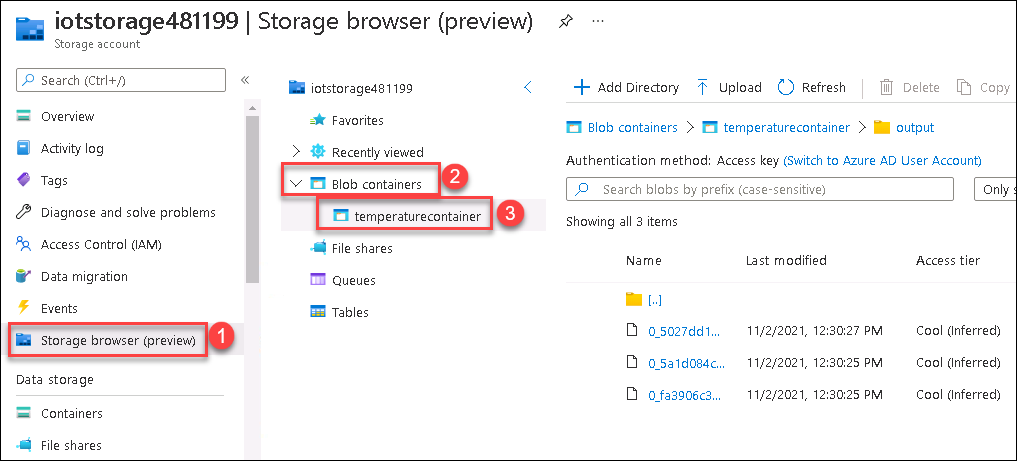 iotstorage481199 | Storage browser (preview) ...
Storage account
Search (Ctrl+/) «
Overview
Activity log
Tags
Diagnose and solve problems
Access Control (IAM)
Data migration
Events
Storage browser (preview) 1
Data storage
Containers
File shares
iotstorage481199
Favorites
Recently viewed
Blob containers 2
temperaturecontainer 3
File shares
Queues
Tables
Add Directory Upload Refresh Delete Copy
Blob containers > temperaturecontainer > output
Authentication method: Access key (Switch to Azure AD User Account)
Search blobs by prefix (case-sensitive) Only s
Showing all 3 items
Name Last modified Access tier
[..]
0_5027dd1... 11/2/2021, 12:30:27 PM Cool (Inferred)
0_5a1d084c... 11/2/2021, 12:30:25 PM Cool (Inferred)
0_fa3906c3... 11/2/2021, 12:30:25 PM Cool (Inferred)